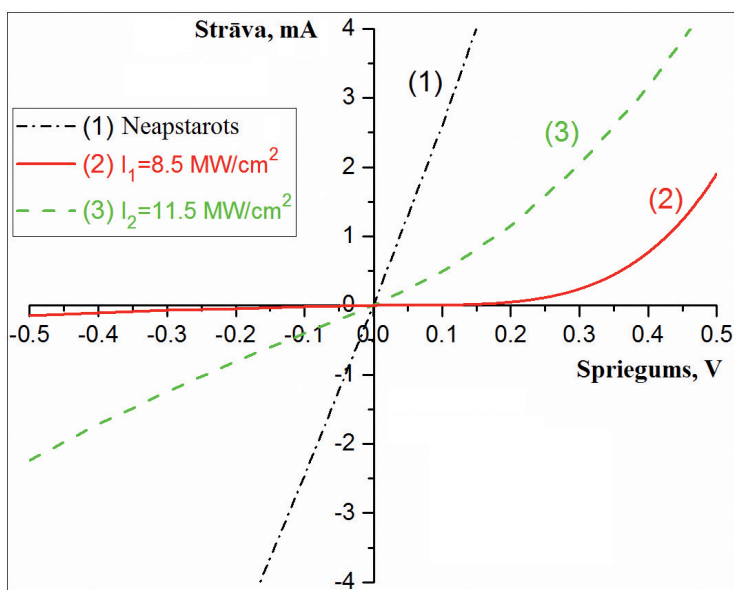 Strāva, mA
4
(1)
(1) Neapstarots
(2) I₁=8.5 MW/cm²
(3) I₂=11.5 MW/cm²
3
(3)
2
(2)
1
0
-0.5 -0.4 -0.3 -0.2 -0.1 0.0 0.1 0.2 0.3 0.4 0.5
Spriegums, V
-1
-2
-3
-4